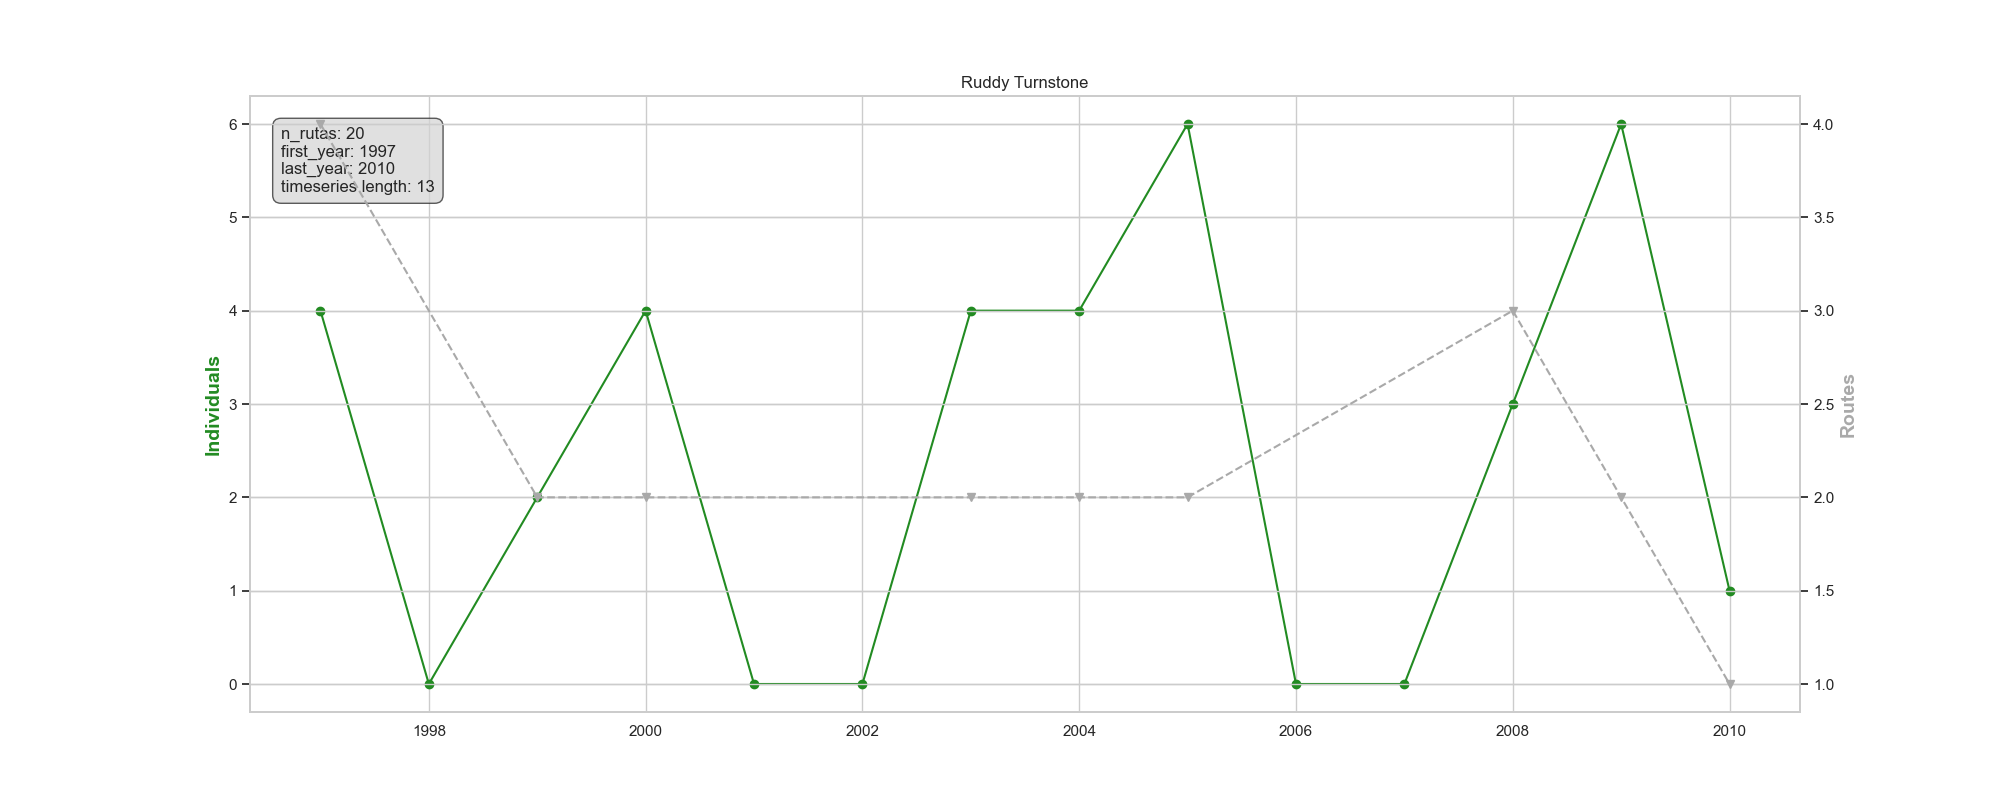 Ruddy Turnstone
n_rutas: 20
first_year: 1997
last_year: 2010
timeseries length: 13
Individuals
6
5
4
3
2
1
0
4.0
3.5
3.0
2.5
2.0
1.5
1.0
Routes
1998 2000 2002 2004 2006 2008 2010